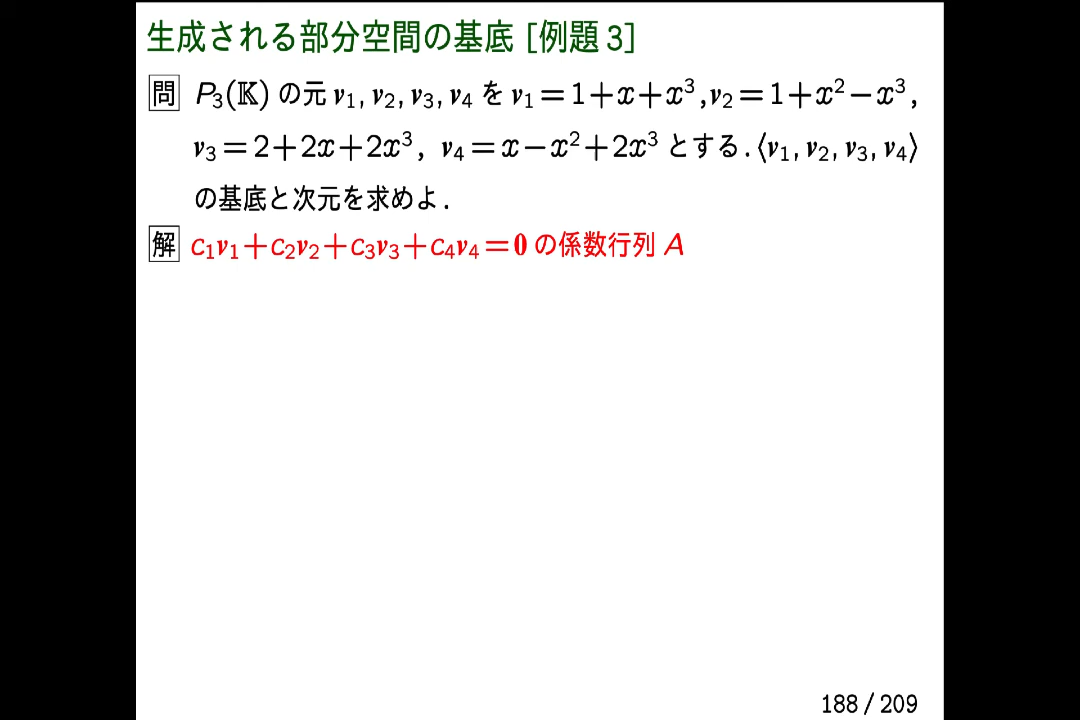 生成される部分空間の基底 [例題 3]
問 P₃(𝕂) の元 v₁, v₂, v₃, v₄ を v₁ = 1+x+x³, v₂ = 1+x²−x³,
v₃ = 2+2x+2x³, v₄ = x−x²+2x³ とする. ⟨v₁, v₂, v₃, v₄⟩
の基底と次元を求めよ.
解 c₁v₁+c₂v₂+c₃v₃+c₄v₄ = 0 の係数行列 A
188 / 209